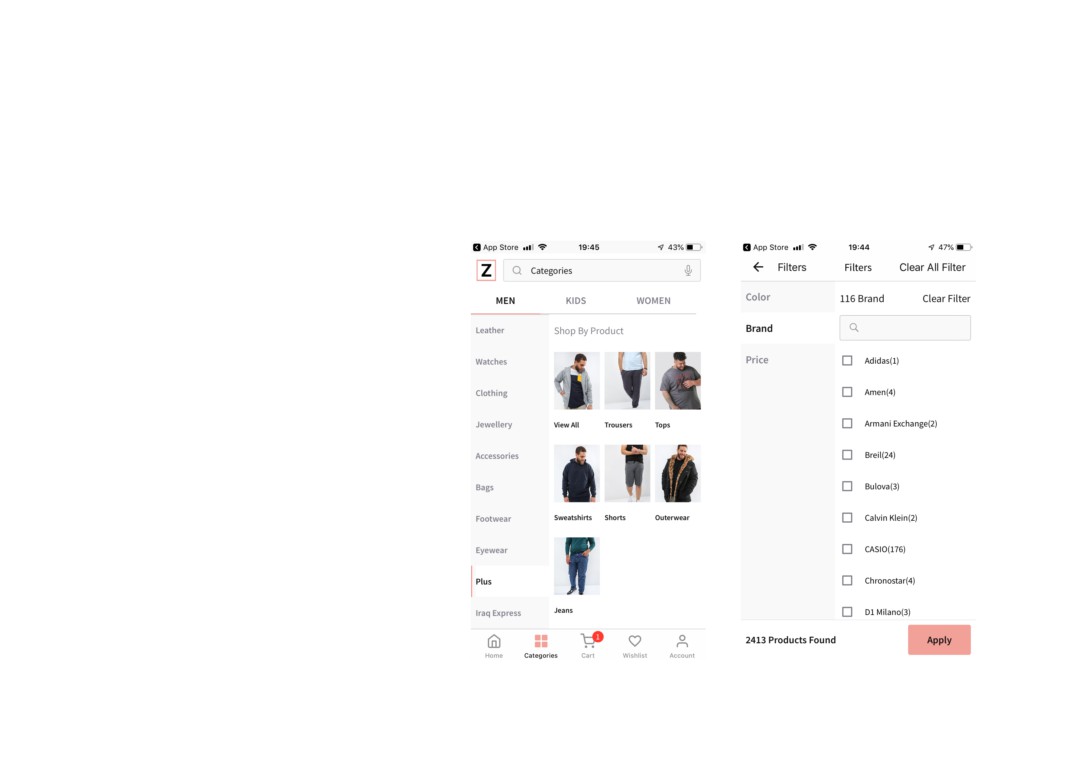 App Store 19:45 43%
Z Categories
MEN KIDS WOMEN
Leather
Watches
Clothing
Jewellery
Accessories
Bags
Footwear
Eyewear
Plus
Iraq Express
Shop By Product
View All Trousers Tops
Sweatshirts Shorts Outerwear
Jeans
1
Home Categories Cart Wishlist Account
App Store 19:44 47%
Filters Filters Clear All Filter
Color
Brand
Price
116 Brand Clear Filter
Adidas(1)
Amen(4)
Armani Exchange(2)
Breil(24)
Bulova(3)
Calvin Klein(2)
CASIO(176)
Chronostar(4)
D1 Milano(3)
2413 Products Found Apply